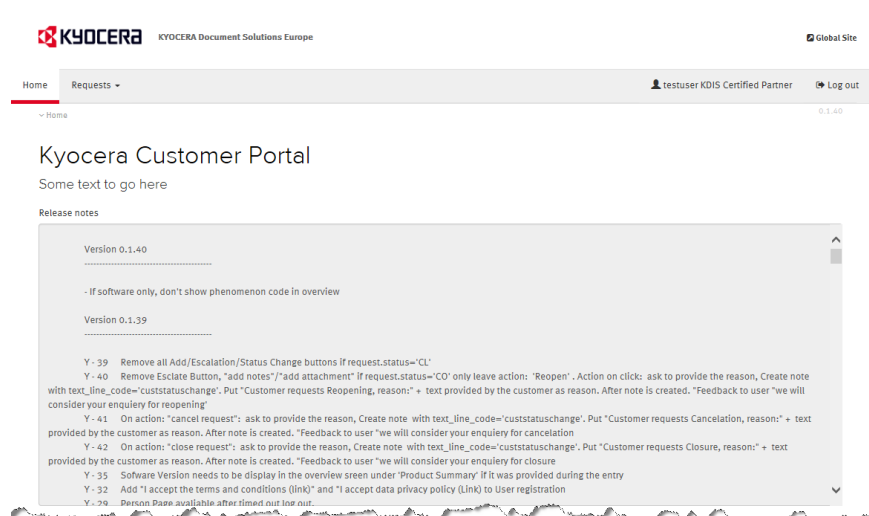 KYOCERA KYOCERA Document Solutions Europe Global Site
Home Requests testuser KDIS Certified Partner Log out
Home 0.1.40
Kyocera Customer Portal
Some text to go here
Release notes
Version 0.1.40
------------------------------------------
- If software only, don't show phenomenon code in overview
Version 0.1.39
------------------------------------------
Y - 39 Remove all Add/Escalation/Status Change buttons if request.status='CL'
Y - 40 Remove Esclate Button, "add notes"/"add attachment" if request.status='CO' only leave action: 'Reopen' . Action on click: ask to provide the reason, Create note
with text_line_code='custstatuschange'. Put "Customer requests Reopening, reason:" + text provided by the customer as reason. After note is created. "Feedback to user "we will
consider your enquiery for reopening'
Y - 41 On action: "cancel request": ask to provide the reason, Create note with text_line_code='custstatuschange'. Put "Customer requests Cancelation, reason:" + text
provided by the customer as reason. After note is created. "Feedback to user "we will consider your enquiery for cancelation
Y - 42 On action: "close request": ask to provide the reason, Create note with text_line_code='custstatuschange'. Put "Customer requests Closure, reason:" + text
provided by the customer as reason. After note is created. "Feedback to user "we will consider your enquiery for closure
Y - 35 Sofware Version needs to be display in the overview sreen under 'Product Summary' if it was provided during the entry
Y - 32 Add "I accept the terms and conditions (link)" and "I accept data privacy policy (Link) to User registration
Y - 29 Person Page avaliable after timed out log out.